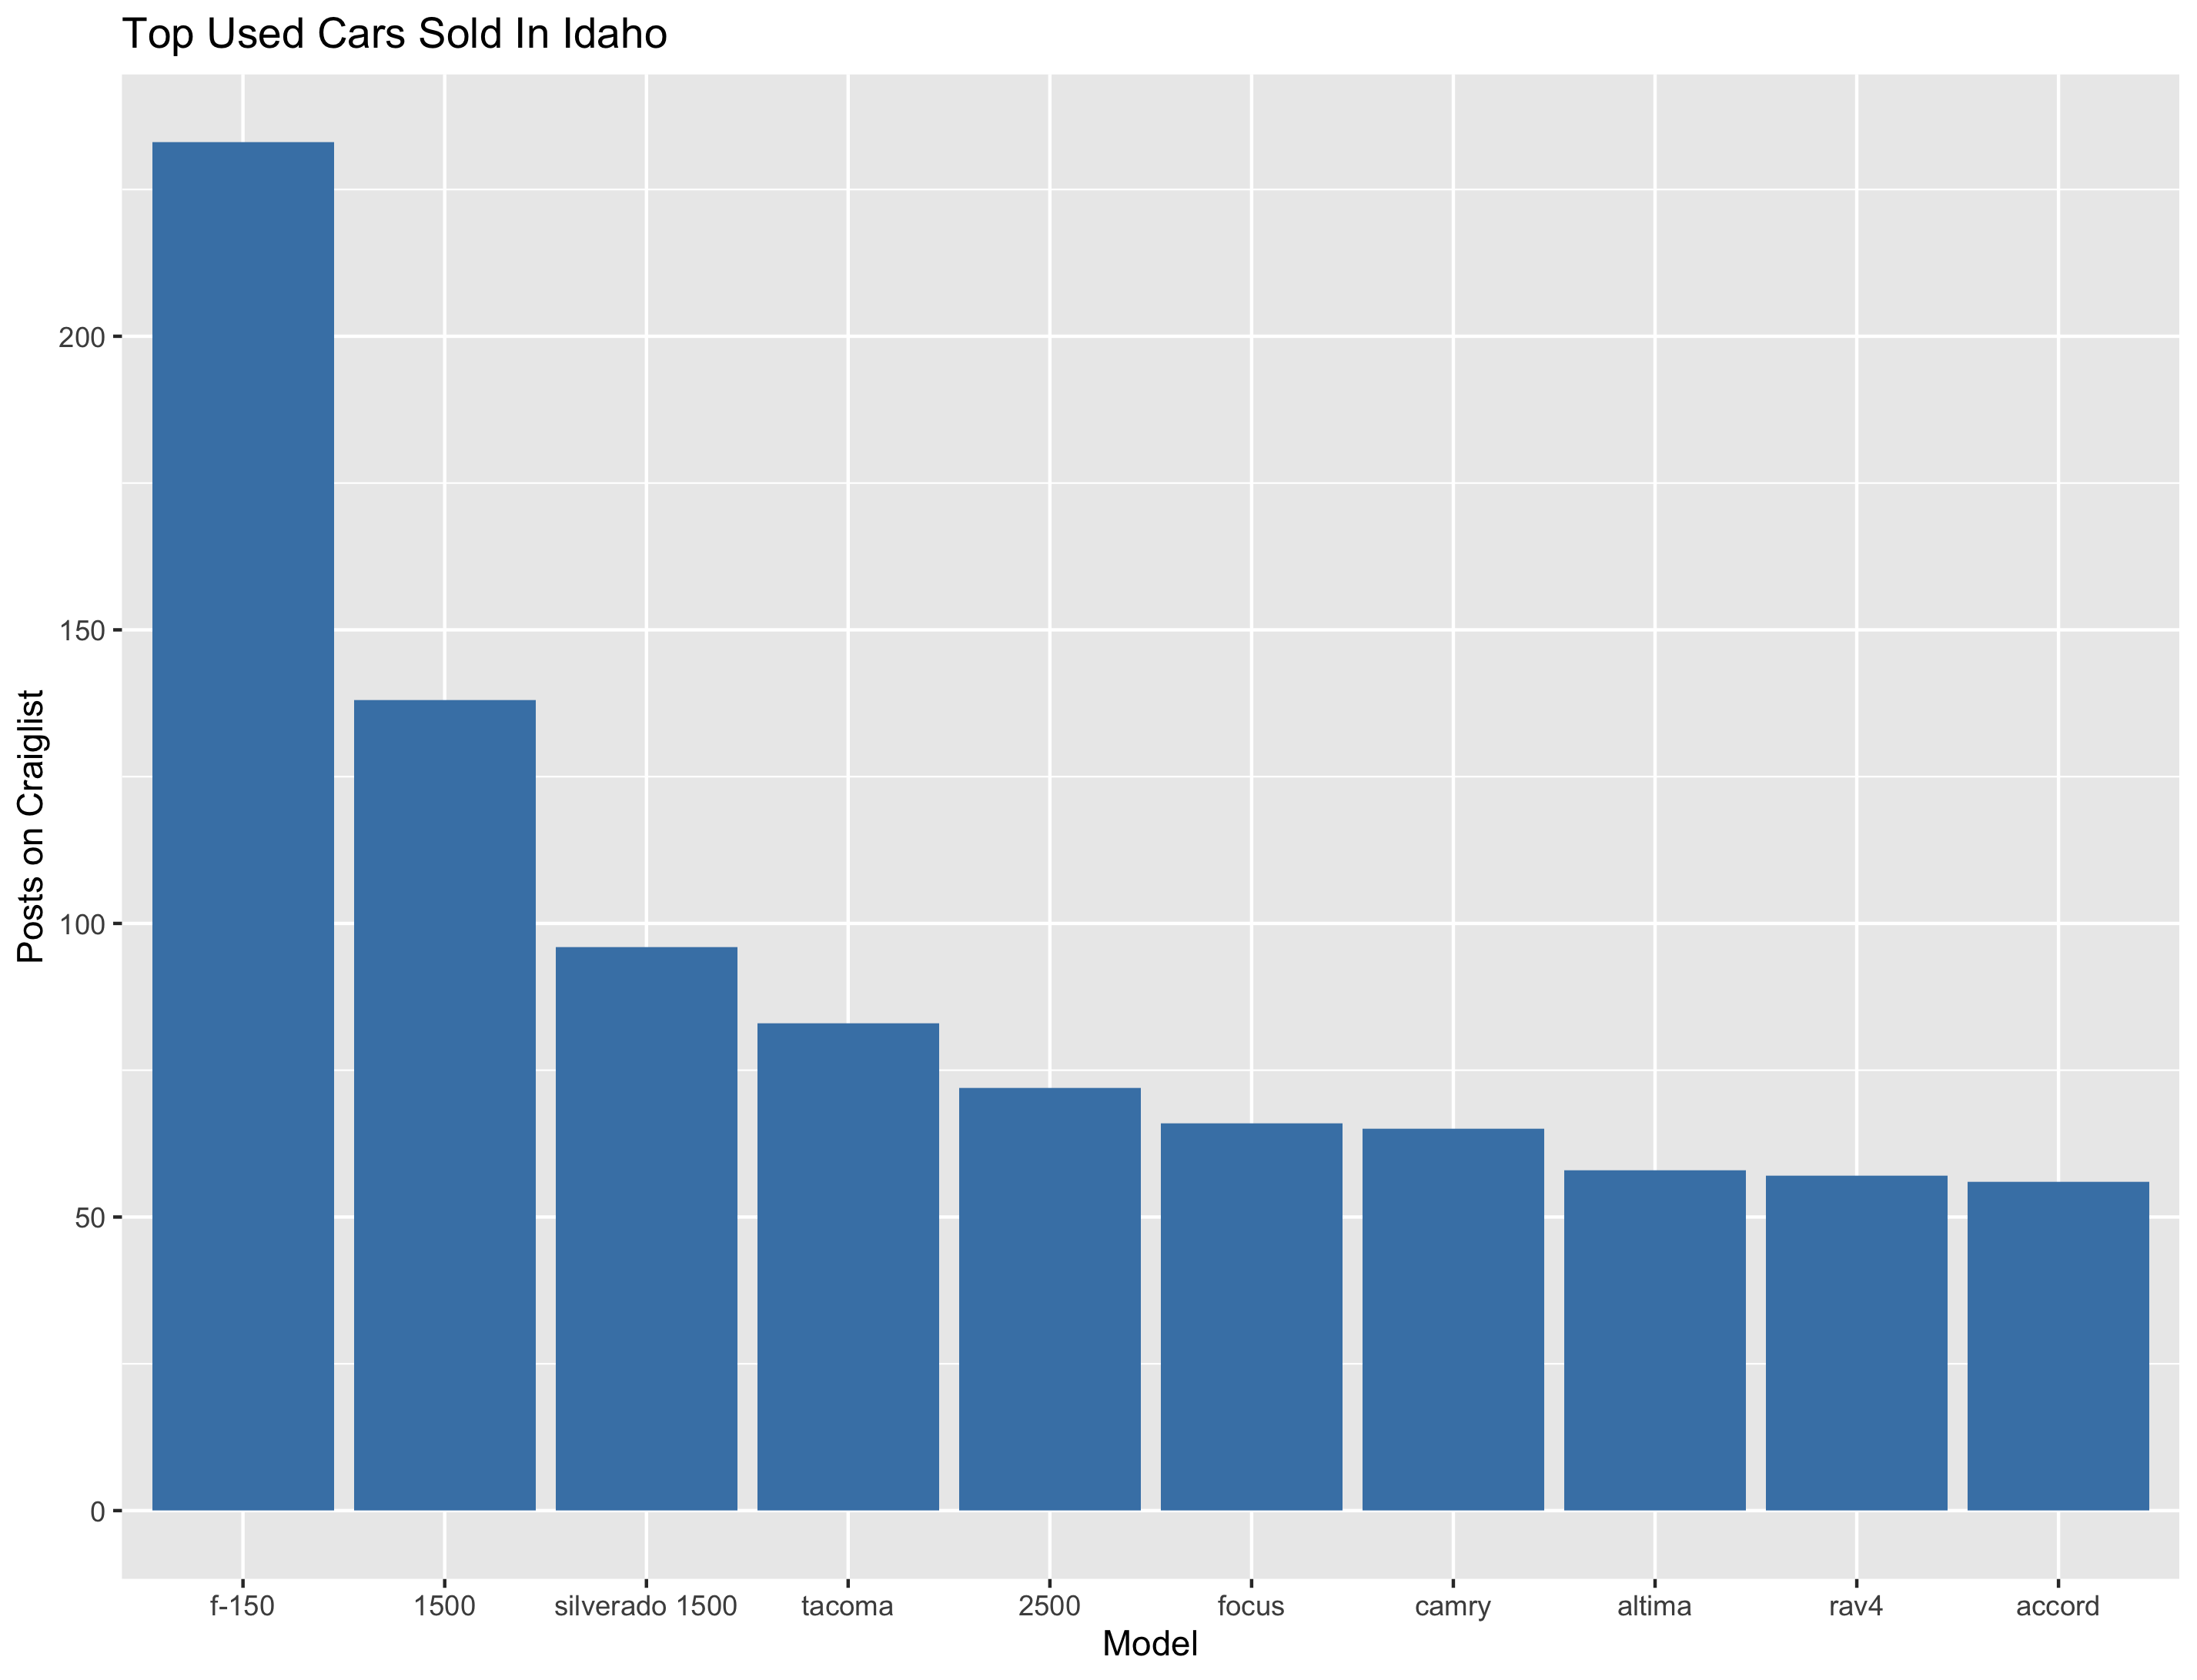 Top Used Cars Sold In Idaho
Posts on Craiglist
200
150
100
50
0
f-150 1500 silverado 1500 tacoma 2500 focus camry altima rav4 accord
Model